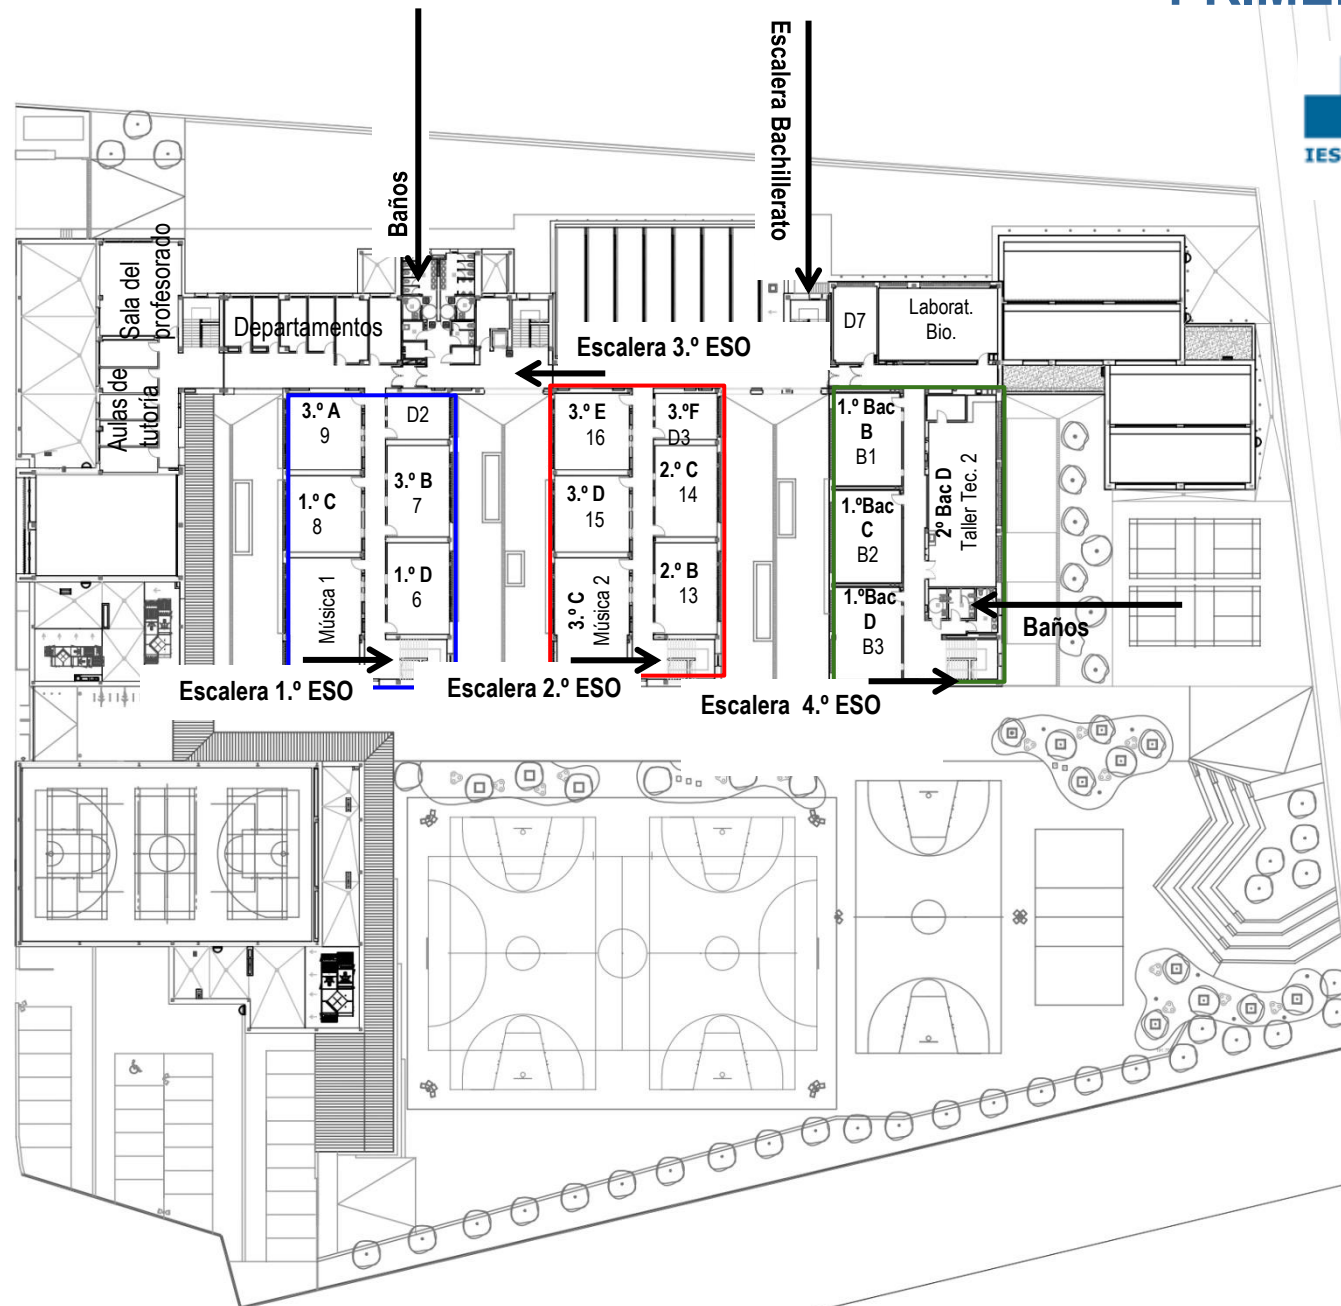 PRIMER
IES
Escalera Bachillerato
Baños
Sala del
profesorado
Departamentos
D7
Laborat.
Bio.
Escalera 3.º ESO
Aulas de
tutoría
3.º A
9
D2
1.º C
8
3.º B
7
Música 1
1.º D
6
3.º E
16
3.ºF
D3
3.º D
15
2.º C
14
3.º C
Música 2
2.º B
13
1.º Bac
B
B1
1.ºBac
C
B2
1.ºBac
D
B3
2º Bac D
Taller Tec. 2
Baños
Escalera 1.º ESO
Escalera 2.º ESO
Escalera 4.º ESO